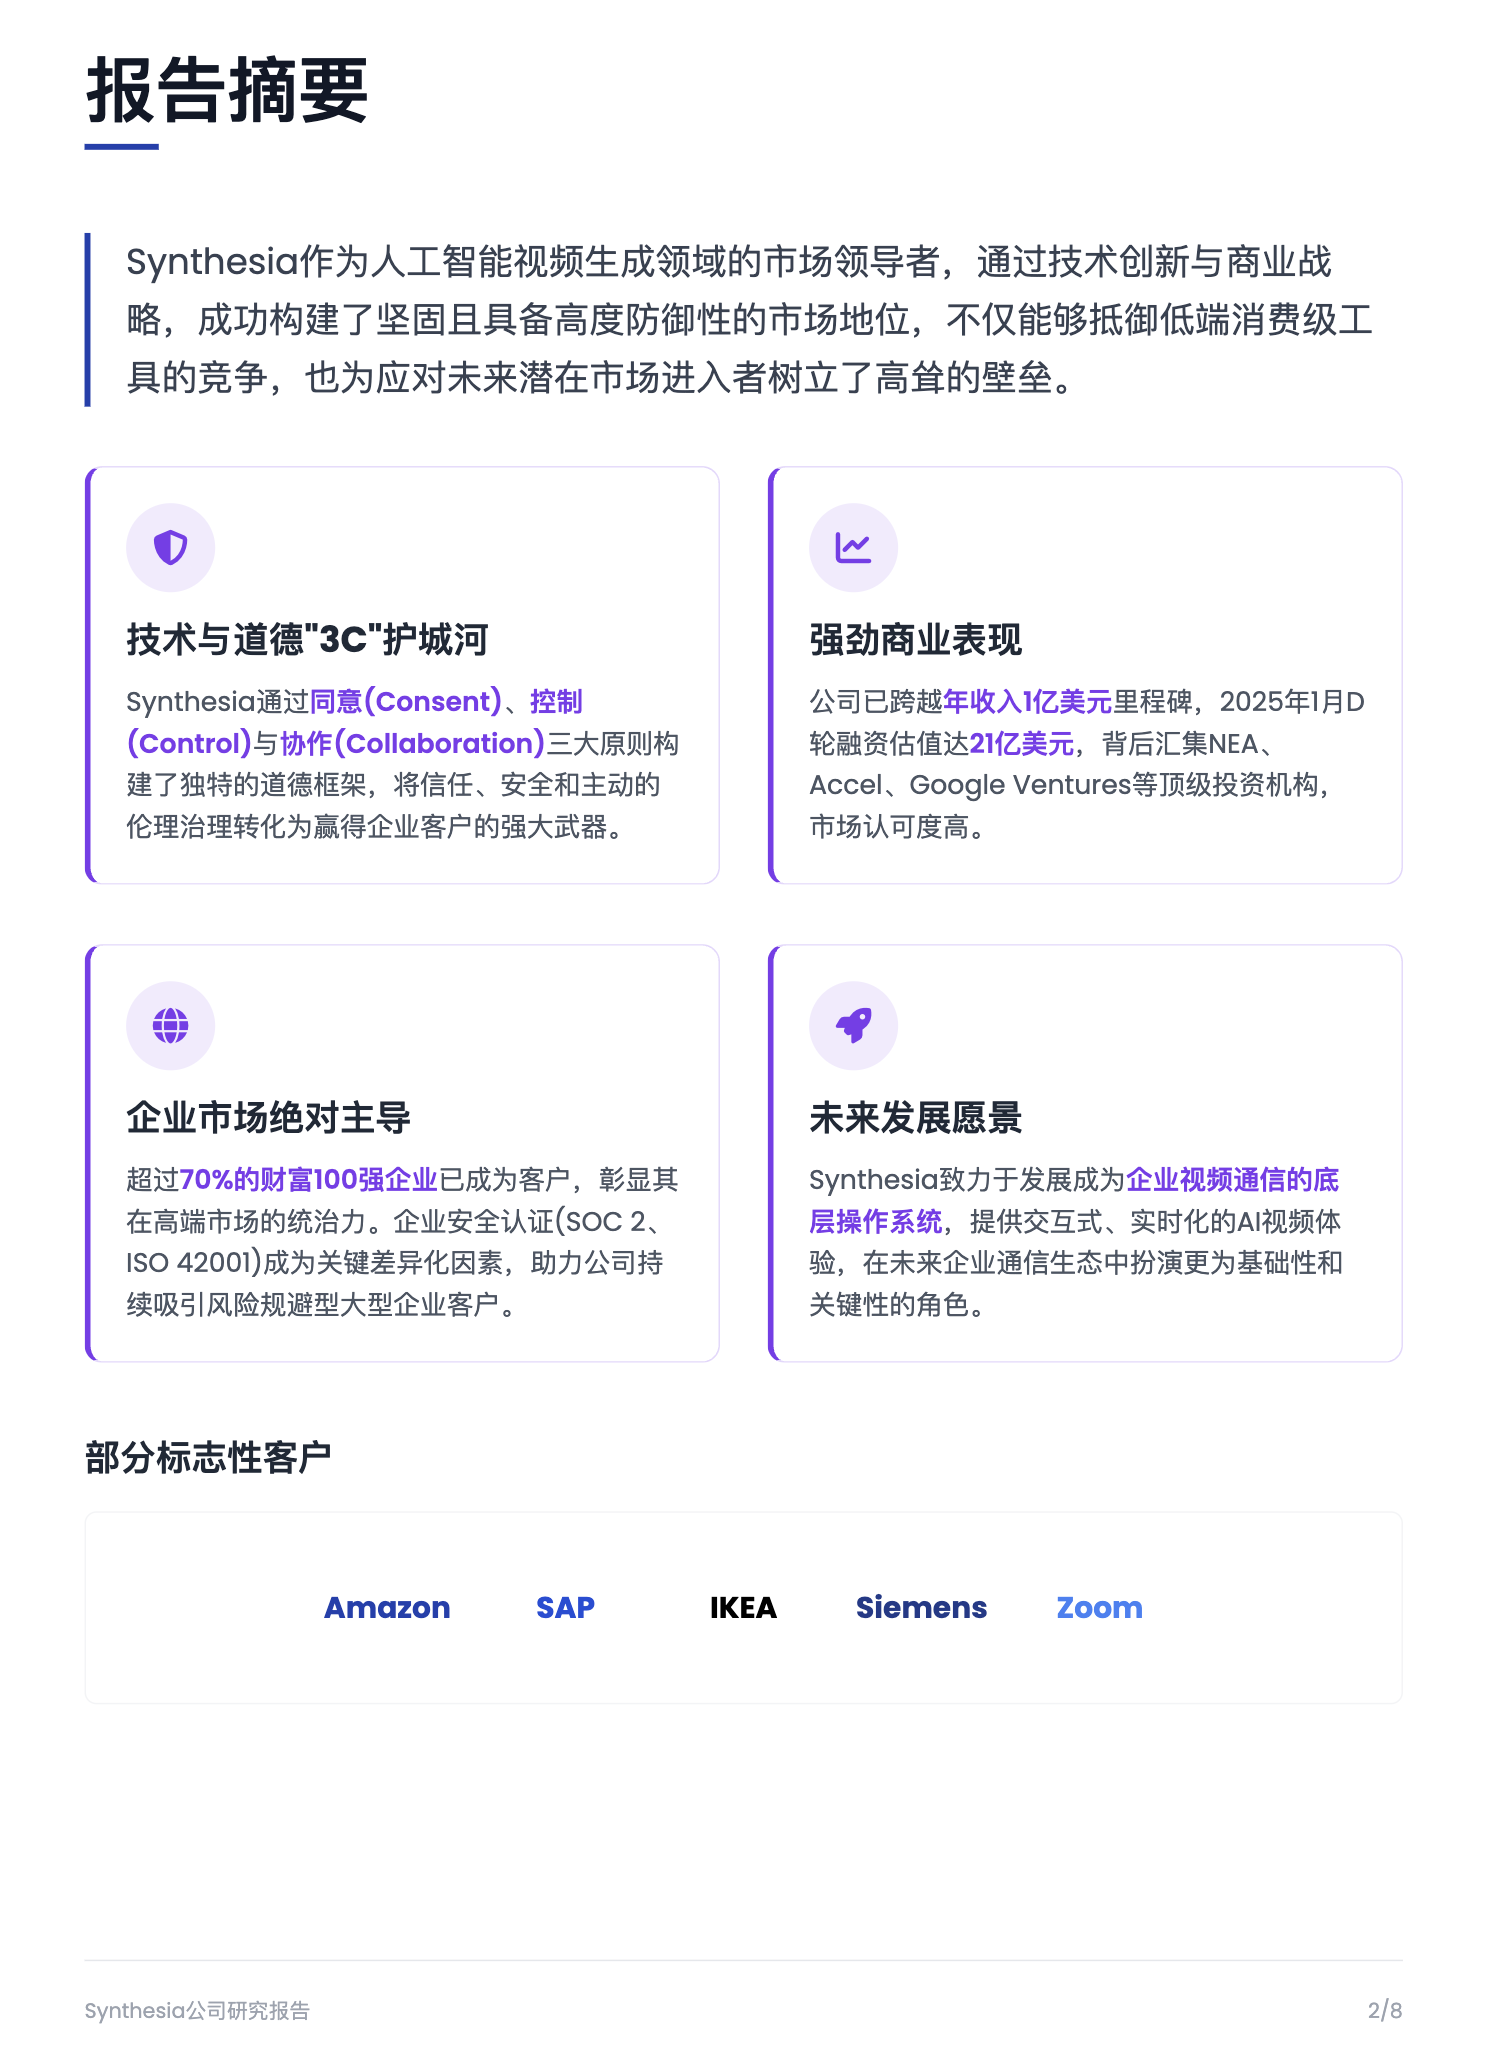 报告摘要
Synthesia作为人工智能视频生成领域的市场领导者，通过技术创新与商业战
略，成功构建了坚固且具备高度防御性的市场地位，不仅能够抵御低端消费级工
具的竞争，也为应对未来潜在市场进入者树立了高耸的壁垒。
技术与道德"3C"护城河
Synthesia通过同意(Consent)、控制
(Control)与协作(Collaboration)三大原则构
建了独特的道德框架，将信任、安全和主动的
伦理治理转化为赢得企业客户的强大武器。
强劲商业表现
公司已跨越年收入1亿美元里程碑，2025年1月D
轮融资估值达21亿美元，背后汇集NEA、
Accel、Google Ventures等顶级投资机构，
市场认可度高。
企业市场绝对主导
超过70%的财富100强企业已成为客户，彰显其
在高端市场的统治力。企业安全认证(SOC 2、
ISO 42001)成为关键差异化因素，助力公司持
续吸引风险规避型大型企业客户。
未来发展愿景
Synthesia致力于发展成为企业视频通信的底
层操作系统，提供交互式、实时化的AI视频体
验，在未来企业通信生态中扮演更为基础性和
关键性的角色。
部分标志性客户
Amazon SAP IKEA Siemens Zoom
Synthesia公司研究报告 2/8